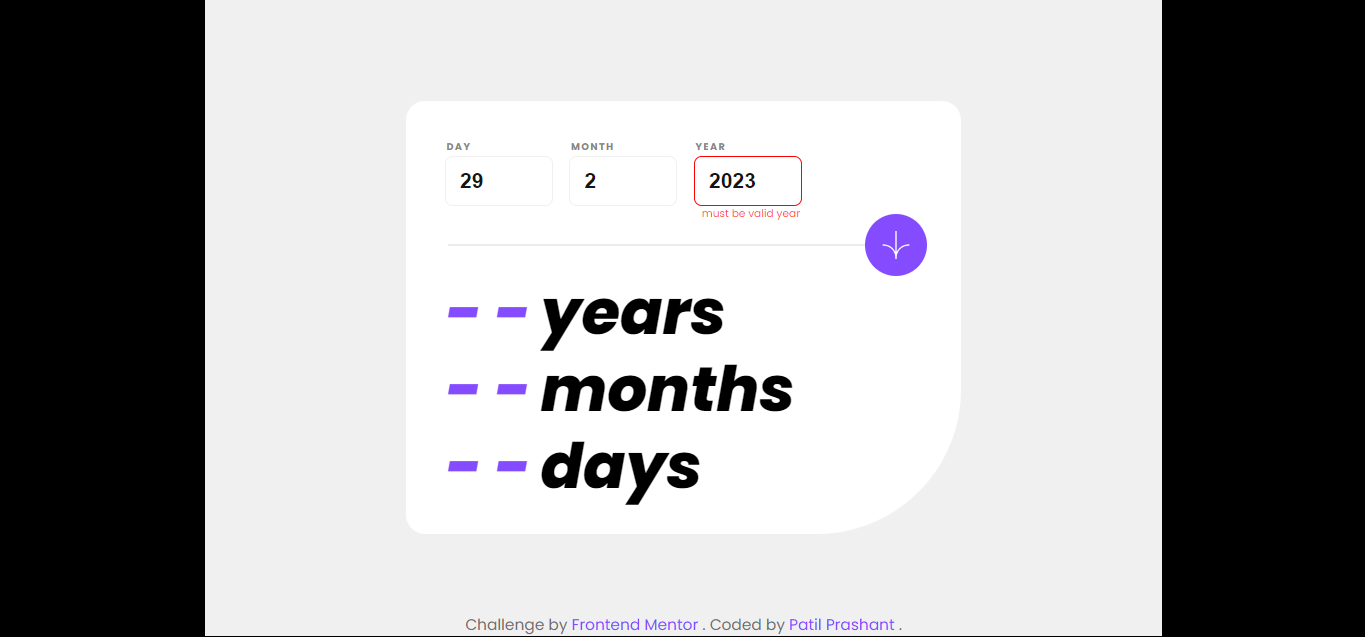 DAY MONTH YEAR
29 2 2023
must be valid year
- - years
- - months
- - days
Challenge by Frontend Mentor . Coded by Patil Prashant .